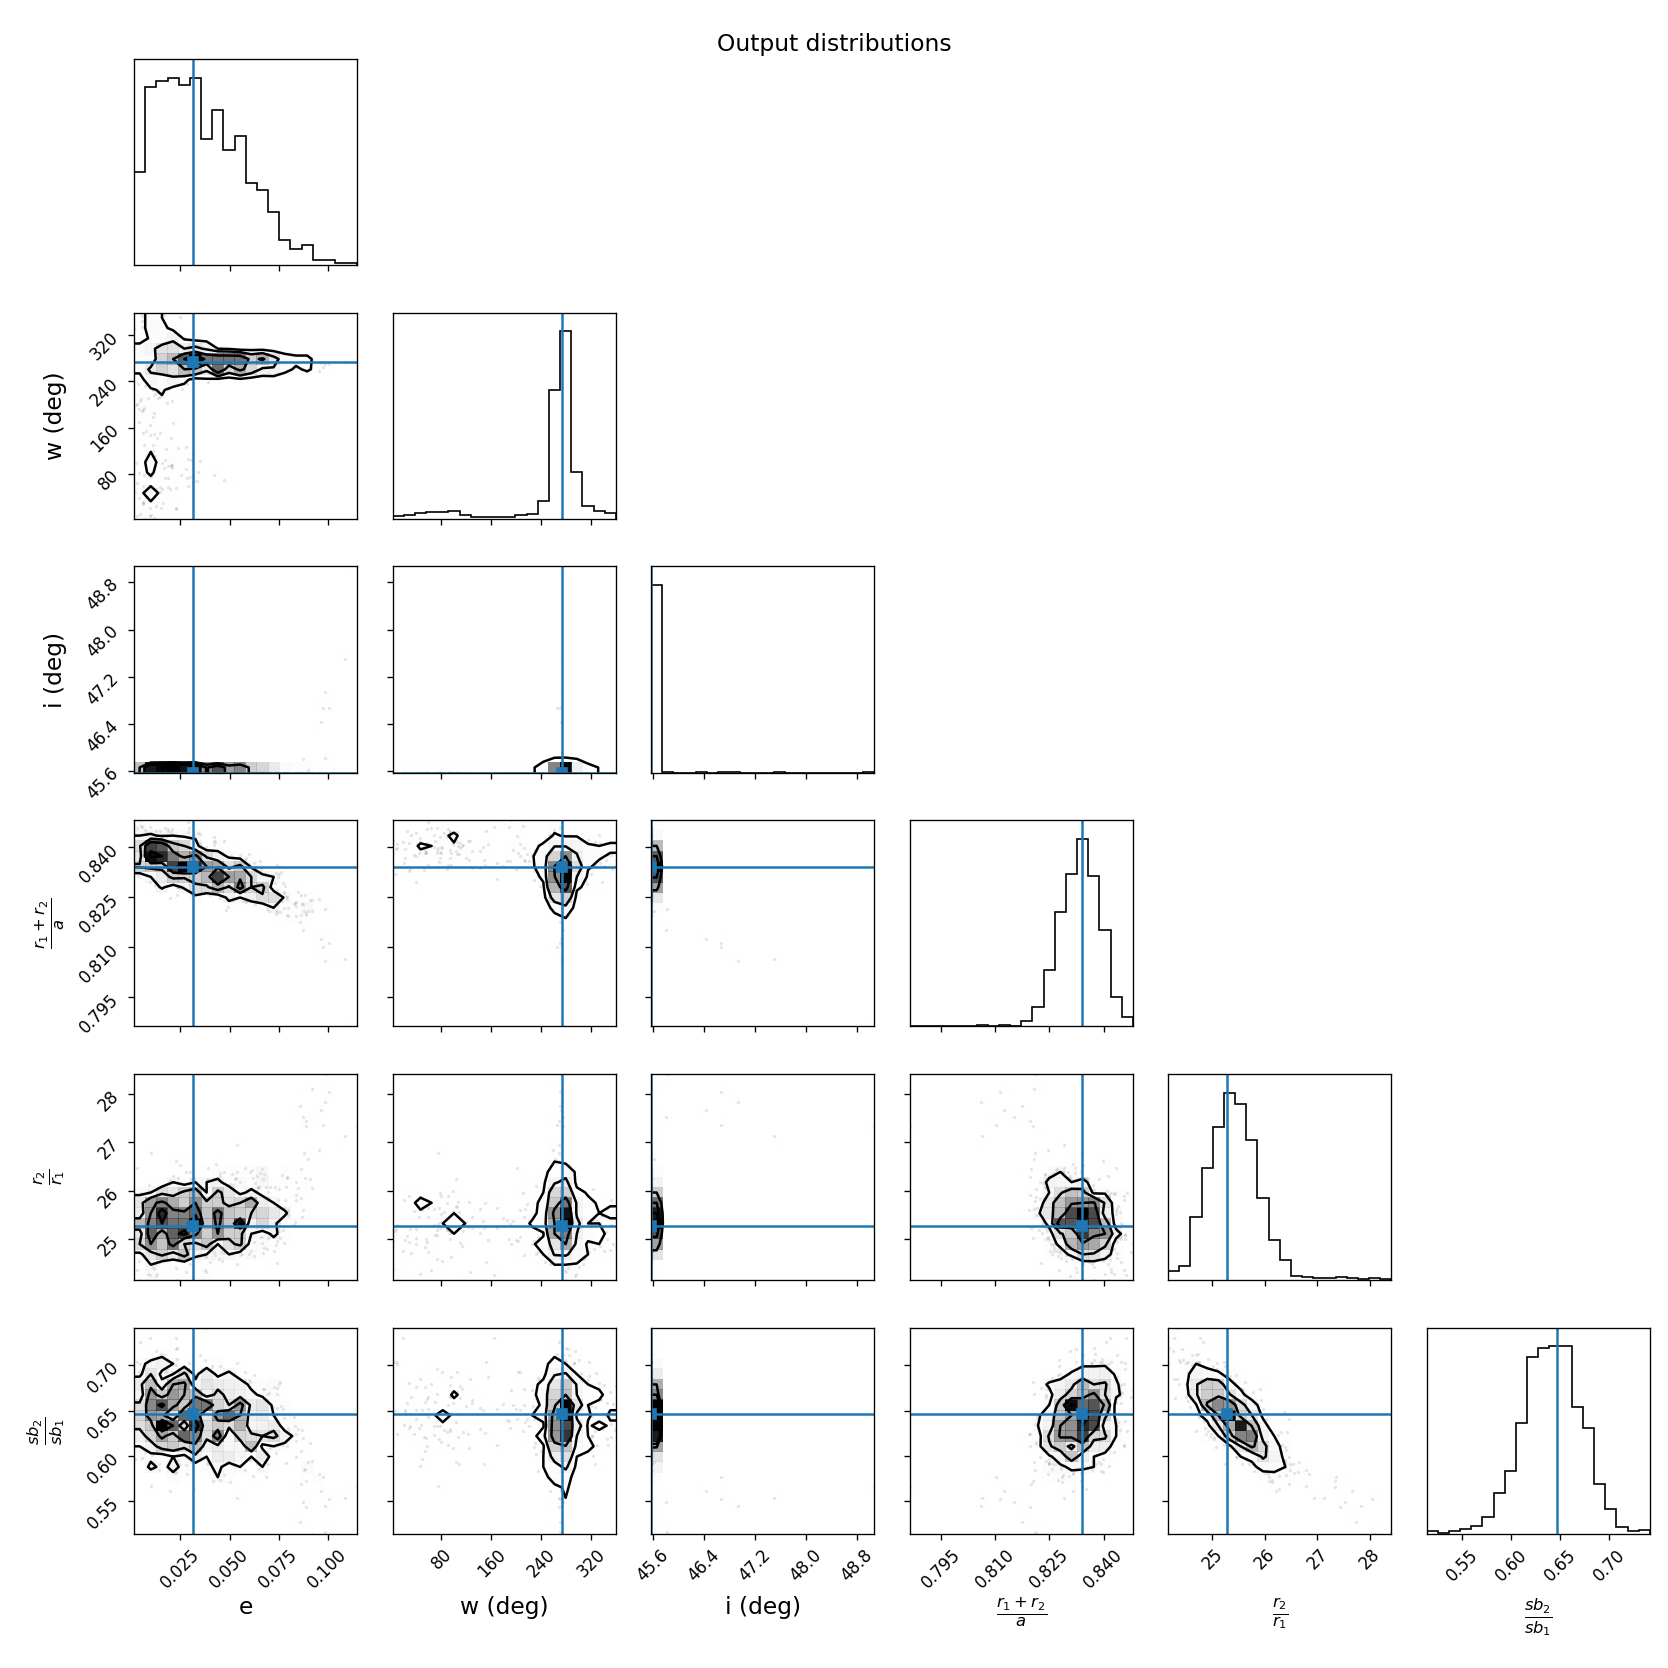 Output distributions
320
240
160
80
w (deg)
48.8
48.0
47.2
46.4
45.6
i (deg)
0.840
0.825
0.810
0.795
r₁ + r₂
a
28
27
26
25
r₂
r₁
0.70
0.65
0.60
0.55
sb₂
sb₁
0.025 0.050 0.075 0.100
80 160 240 320
45.6 46.4 47.2 48.0 48.8
0.795 0.810 0.825 0.840
25 26 27 28
0.55 0.60 0.65 0.70
e
w (deg)
i (deg)
r₁ + r₂
a
r₂
r₁
sb₂
sb₁